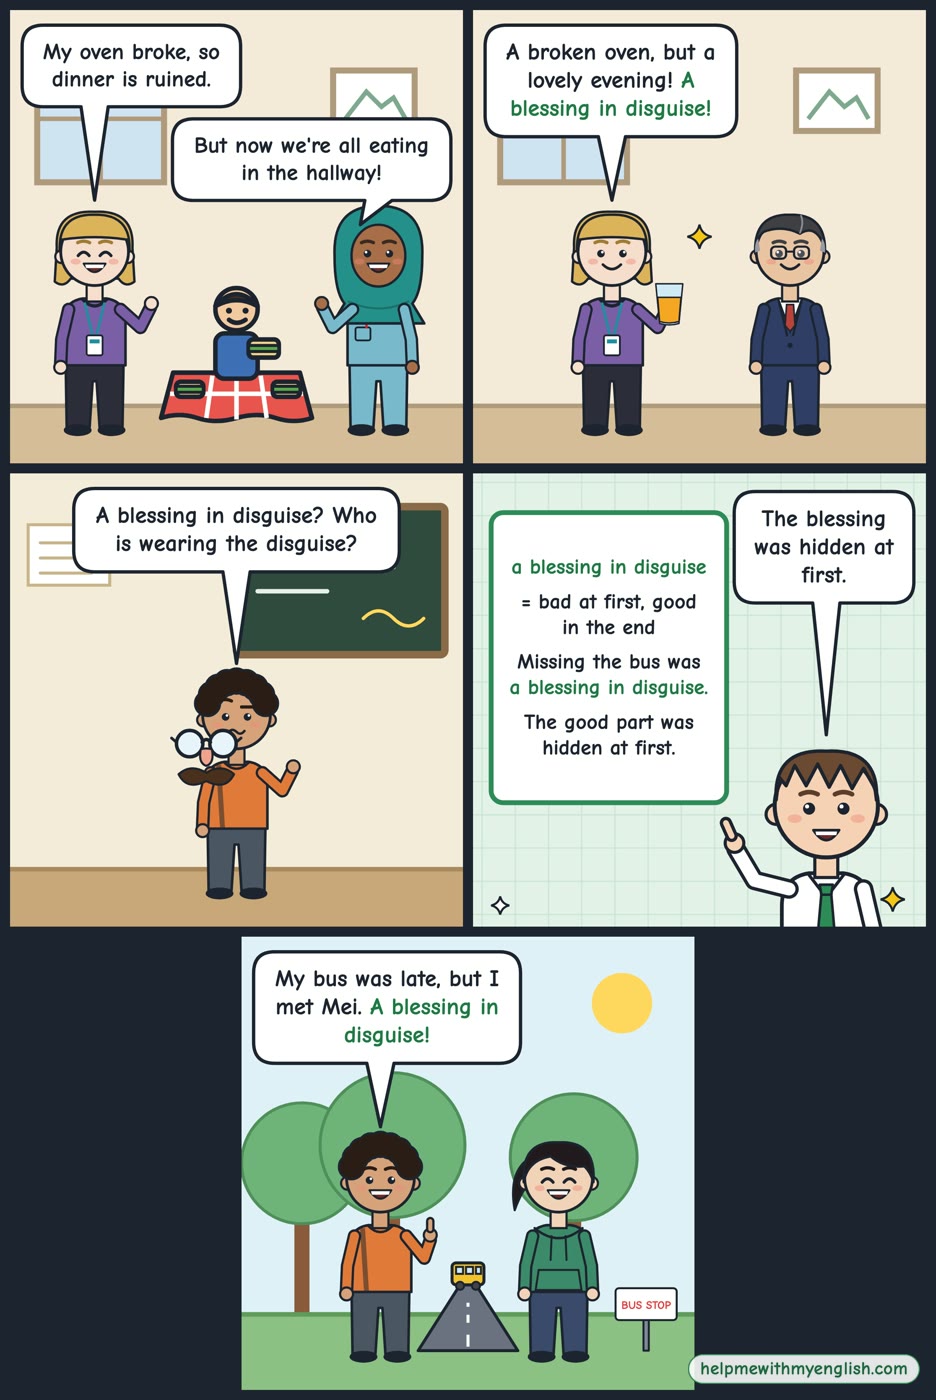 My oven broke, so
dinner is ruined.
But now we're all eating
in the hallway!
A broken oven, but a
lovely evening! A
blessing in disguise!
A blessing in disguise? Who
is wearing the disguise?
a blessing in disguise
= bad at first, good
in the end
Missing the bus was
a blessing in disguise.
The good part was
hidden at first.
The blessing
was hidden at
first.
My bus was late, but I
met Mei. A blessing in
disguise!
BUS STOP
helpmewithmyenglish.com